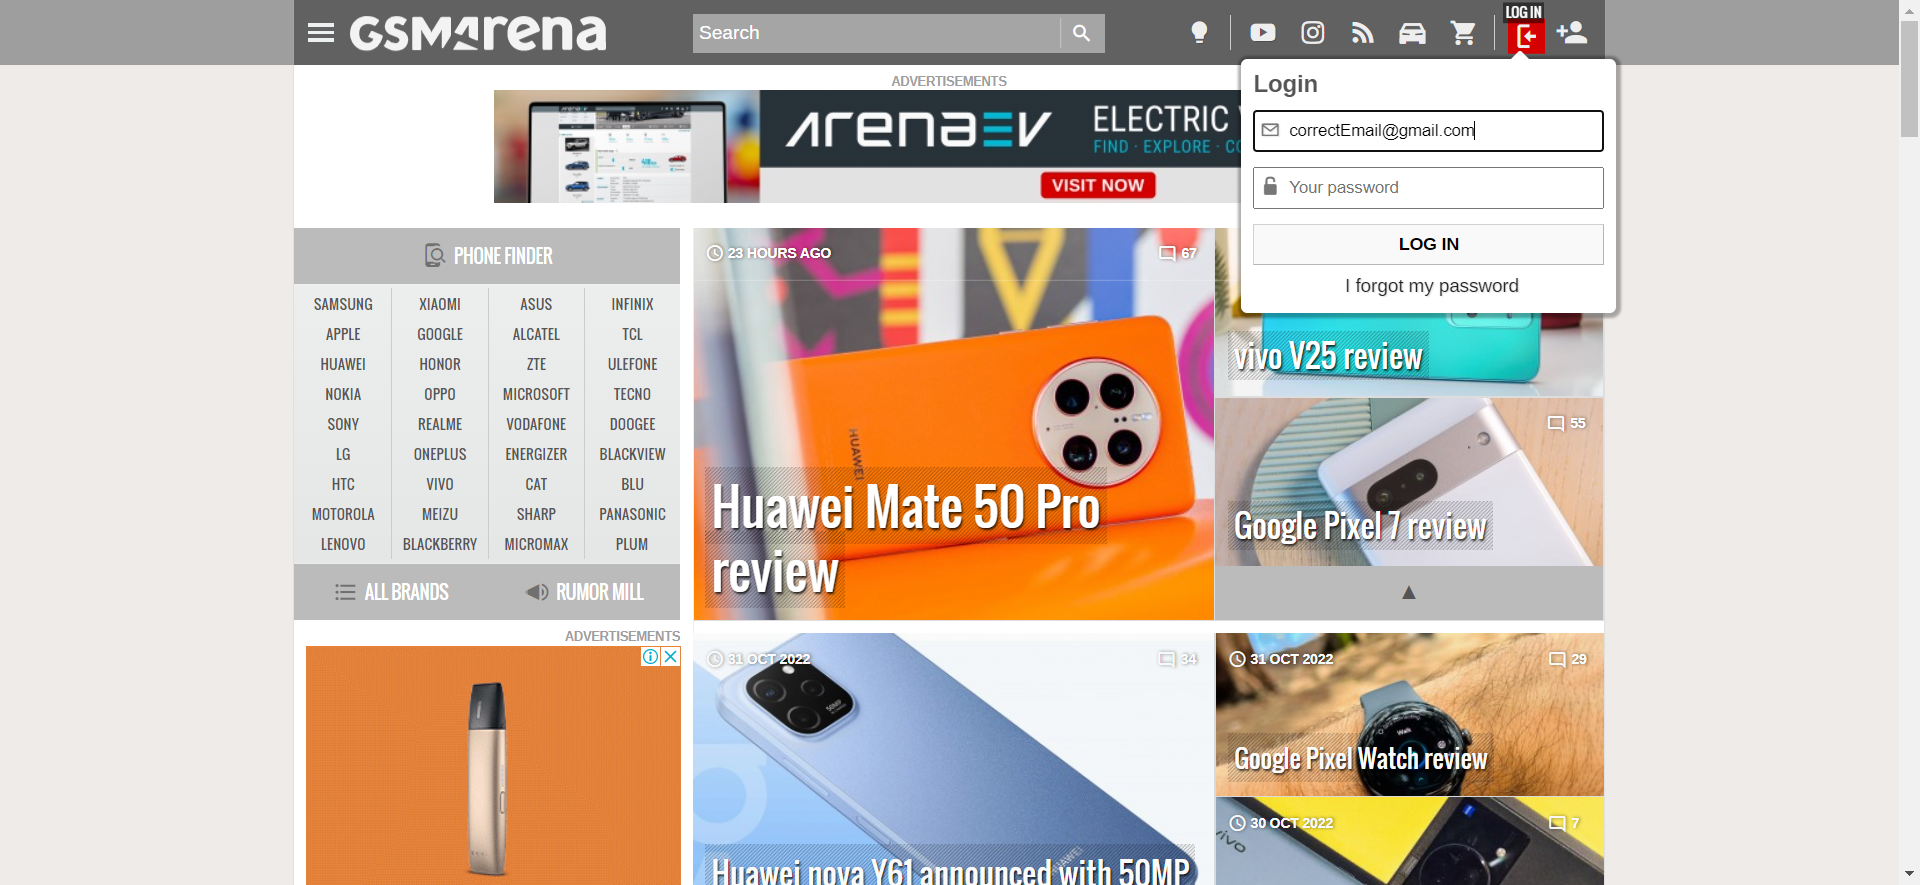 GSMArena
Search
LOG IN
Login
correctEmail@gmail.com
Your password
LOG IN
I forgot my password
ADVERTISEMENTS
arenaEV
ELECTRIC
FIND · EXPLORE ·
VISIT NOW
PHONE FINDER
SAMSUNG XIAOMI ASUS INFINIX
APPLE GOOGLE ALCATEL TCL
HUAWEI HONOR ZTE ULEFONE
NOKIA OPPO MICROSOFT TECNO
SONY REALME VODAFONE DOOGEE
LG ONEPLUS ENERGIZER BLACKVIEW
HTC VIVO CAT BLU
MOTOROLA MEIZU SHARP PANASONIC
LENOVO BLACKBERRY MICROMAX PLUM
ALL BRANDS RUMOR MILL
ADVERTISEMENTS
23 HOURS AGO 67
HUAWEI
Huawei Mate 50 Pro
review
vivo V25 review
55
Google Pixel 7 review
31 OCT 2022 34
50MP
HUAWEI
Huawei nova Y61 announced with 50MP
31 OCT 2022 29
Walk
Google Pixel Watch review
30 OCT 2022 7
vivo